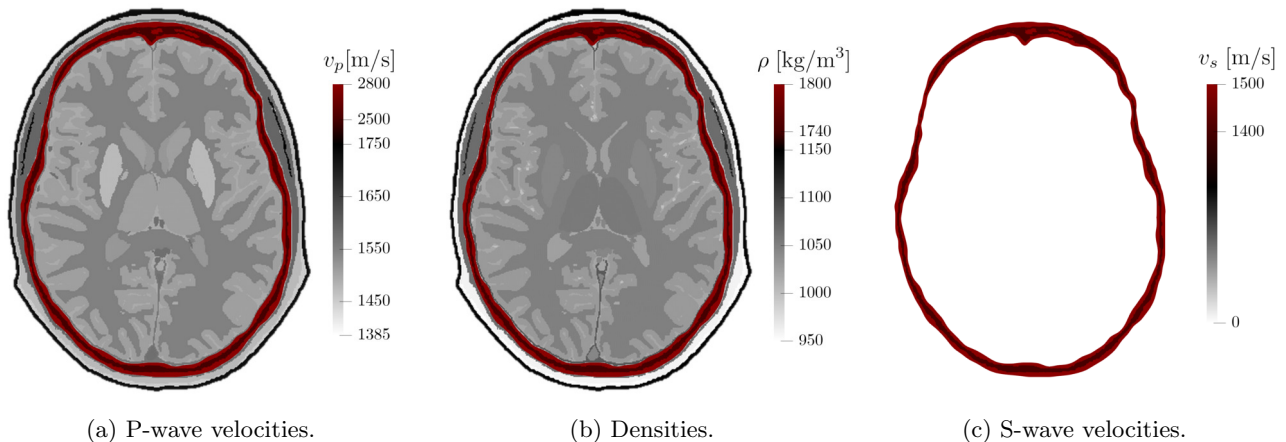 v_p[m/s]
2800
2500
1750
1650
1550
1450
1385
ρ [kg/m³]
1800
1740
1150
1100
1050
1000
950
v_s [m/s]
1500
1400
0
(a) P-wave velocities.
(b) Densities.
(c) S-wave velocities.